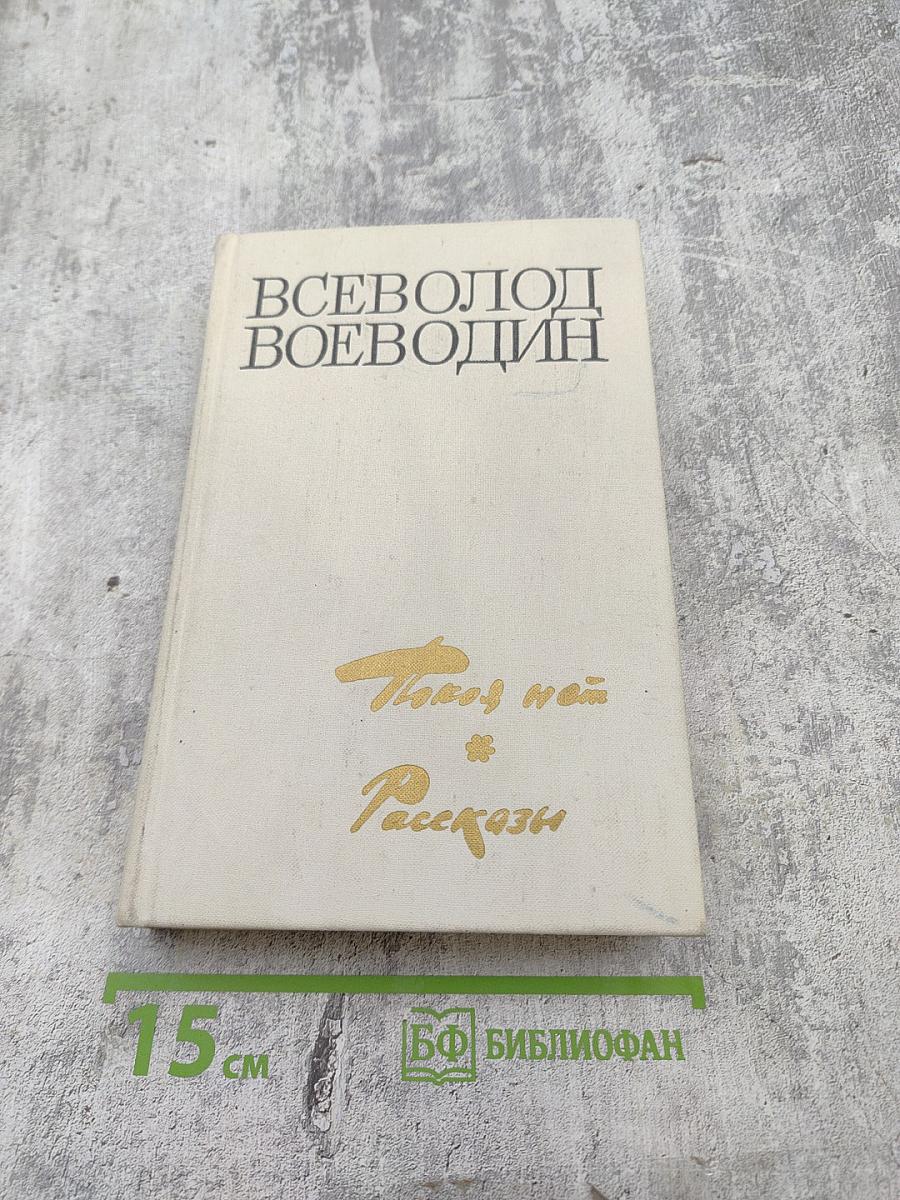 ВСЕВОЛОД
ВОЕВОДИН
Покоя нет
Рассказы
15 см
БФ БИБЛИОФАН